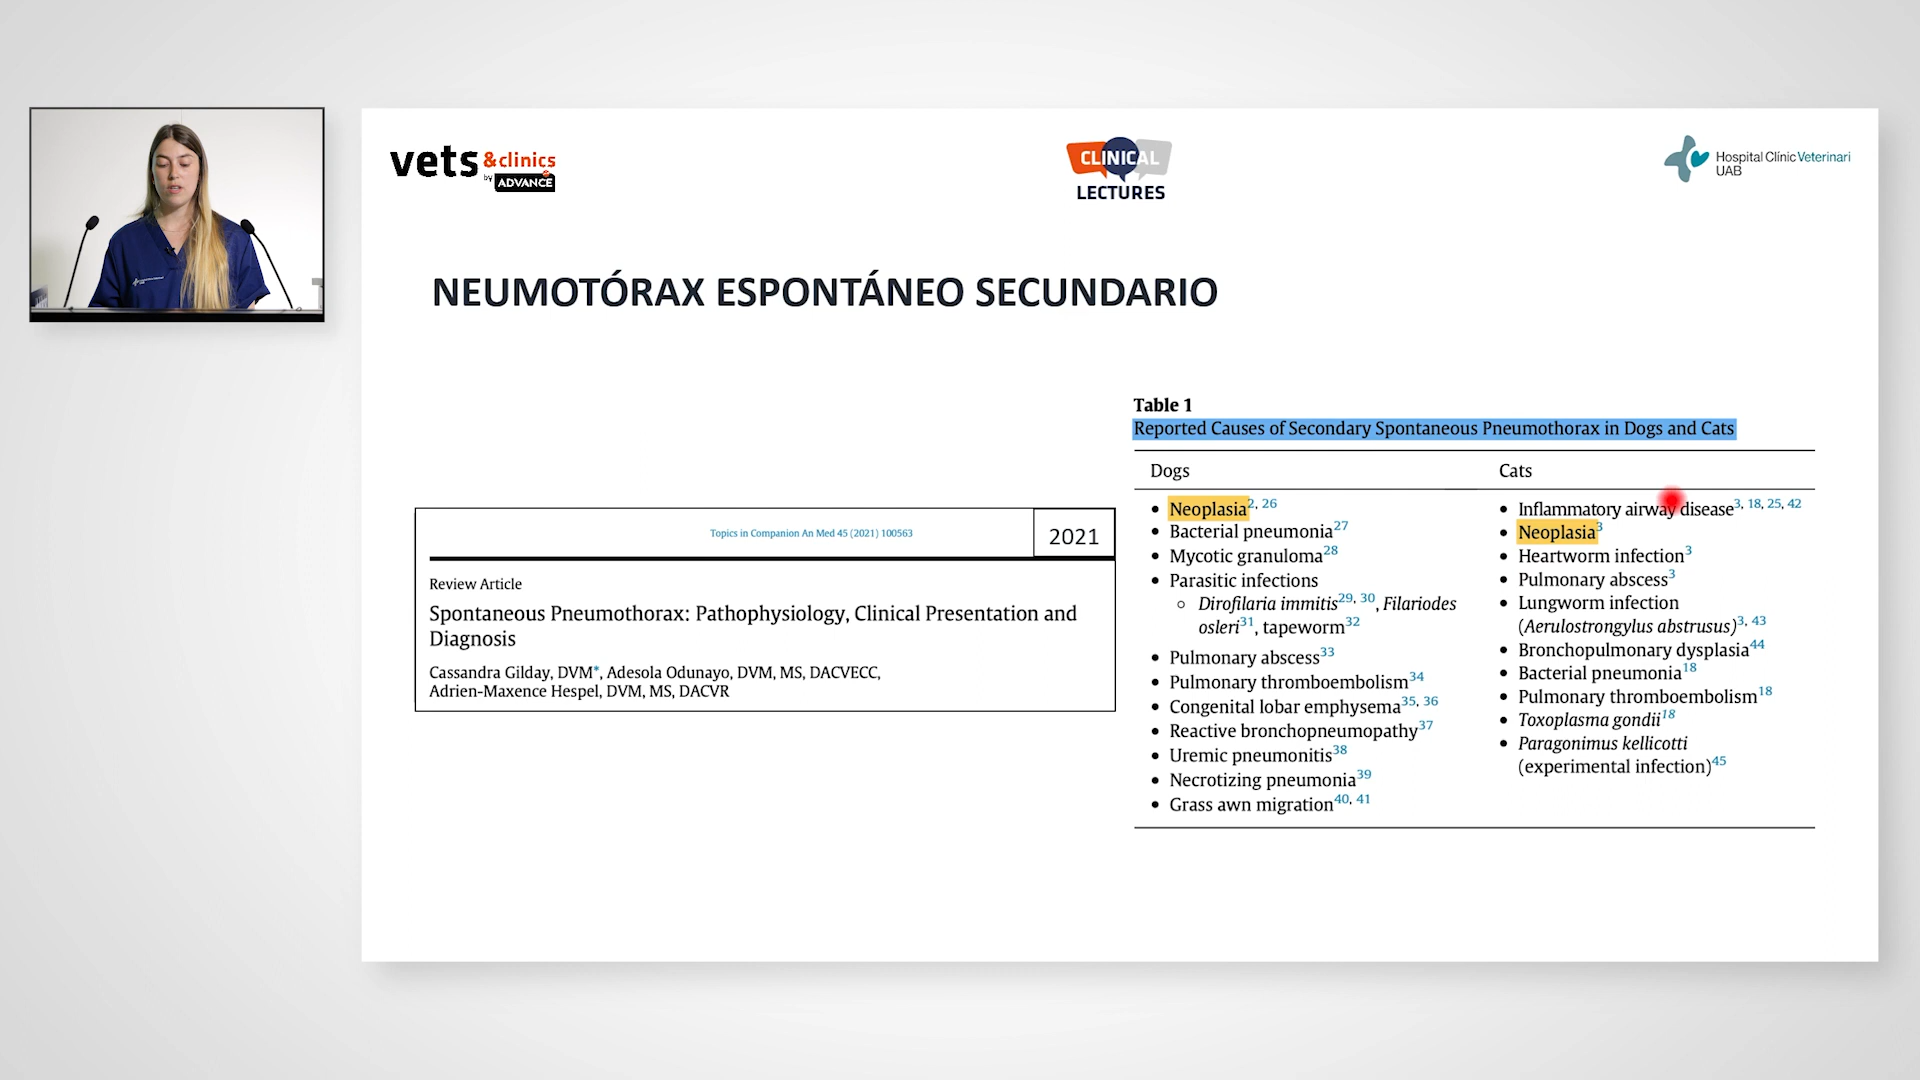 vets &clinics
by ADVANCE
CLINICAL
LECTURES
Hospital Clínic Veterinari
UAB
NEUMOTÓRAX ESPONTÁNEO SECUNDARIO
Topics in Companion An Med 45 (2021) 100563
2021
Review Article
Spontaneous Pneumothorax: Pathophysiology, Clinical Presentation and
Diagnosis
Cassandra Gilday, DVM*, Adesola Odunayo, DVM, MS, DACVECC,
Adrien-Maxence Hespel, DVM, MS, DACVR
Table 1
Reported Causes of Secondary Spontaneous Pneumothorax in Dogs and Cats
Dogs
• Neoplasia2, 26
• Bacterial pneumonia27
• Mycotic granuloma28
• Parasitic infections
○ Dirofilaria immitis29, 30, Filariodes
osleri31, tapeworm32
• Pulmonary abscess33
• Pulmonary thromboembolism34
• Congenital lobar emphysema35, 36
• Reactive bronchopneumopathy37
• Uremic pneumonitis38
• Necrotizing pneumonia39
• Grass awn migration40, 41
Cats
• Inflammatory airway disease3, 18, 25, 42
• Neoplasia3
• Heartworm infection3
• Pulmonary abscess3
• Lungworm infection
(Aerulostrongylus abstrusus)3, 43
• Bronchopulmonary dysplasia44
• Bacterial pneumonia18
• Pulmonary thromboembolism18
• Toxoplasma gondii18
• Paragonimus kellicotti
(experimental infection)45